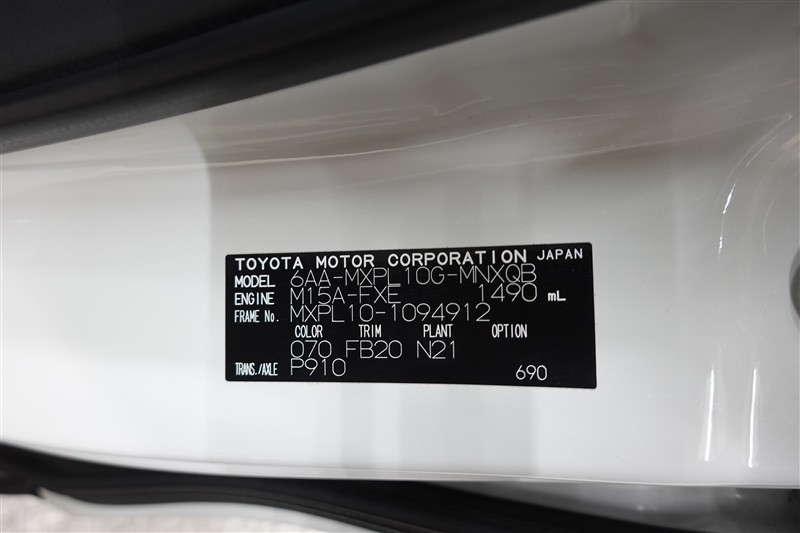 TOYOTA MOTOR CORPORATION JAPAN
MODEL 6AA-MXPL10G-MNXQB
ENGINE M15A-FXE 1490 mL
FRAME No. MXPL10-1094912
COLOR TRIM PLANT OPTION
070 FB20 N21
TRANS./AXLE P910 690